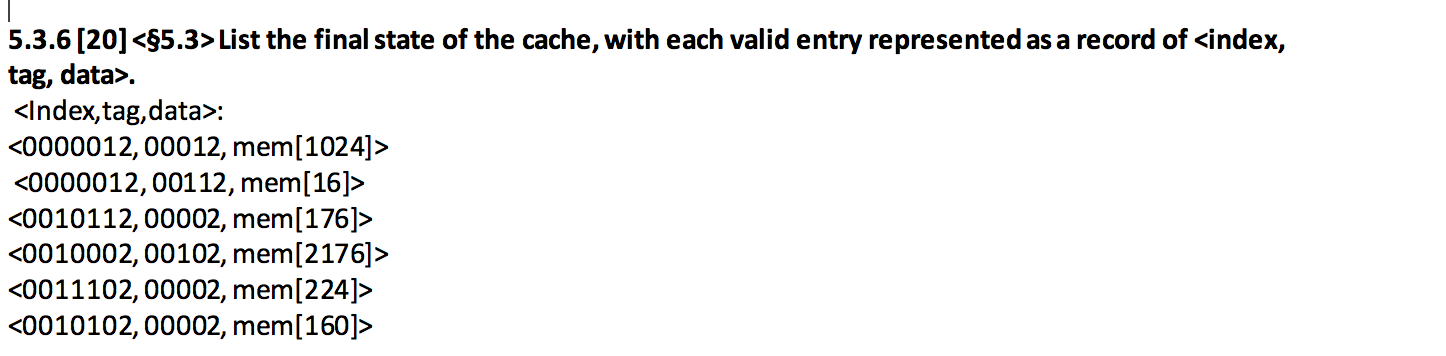 5.3.6 [20] <§5.3> List the final state of the cache, with each valid entry represented as a record of <index,
tag, data>.
<Index,tag,data>:
<0000012, 00012, mem[1024]>
<0000012, 00112, mem[16]>
<0010112, 00002, mem[176]>
<0010002, 00102, mem[2176]>
<0011102, 00002, mem[224]>
<0010102, 00002, mem[160]>